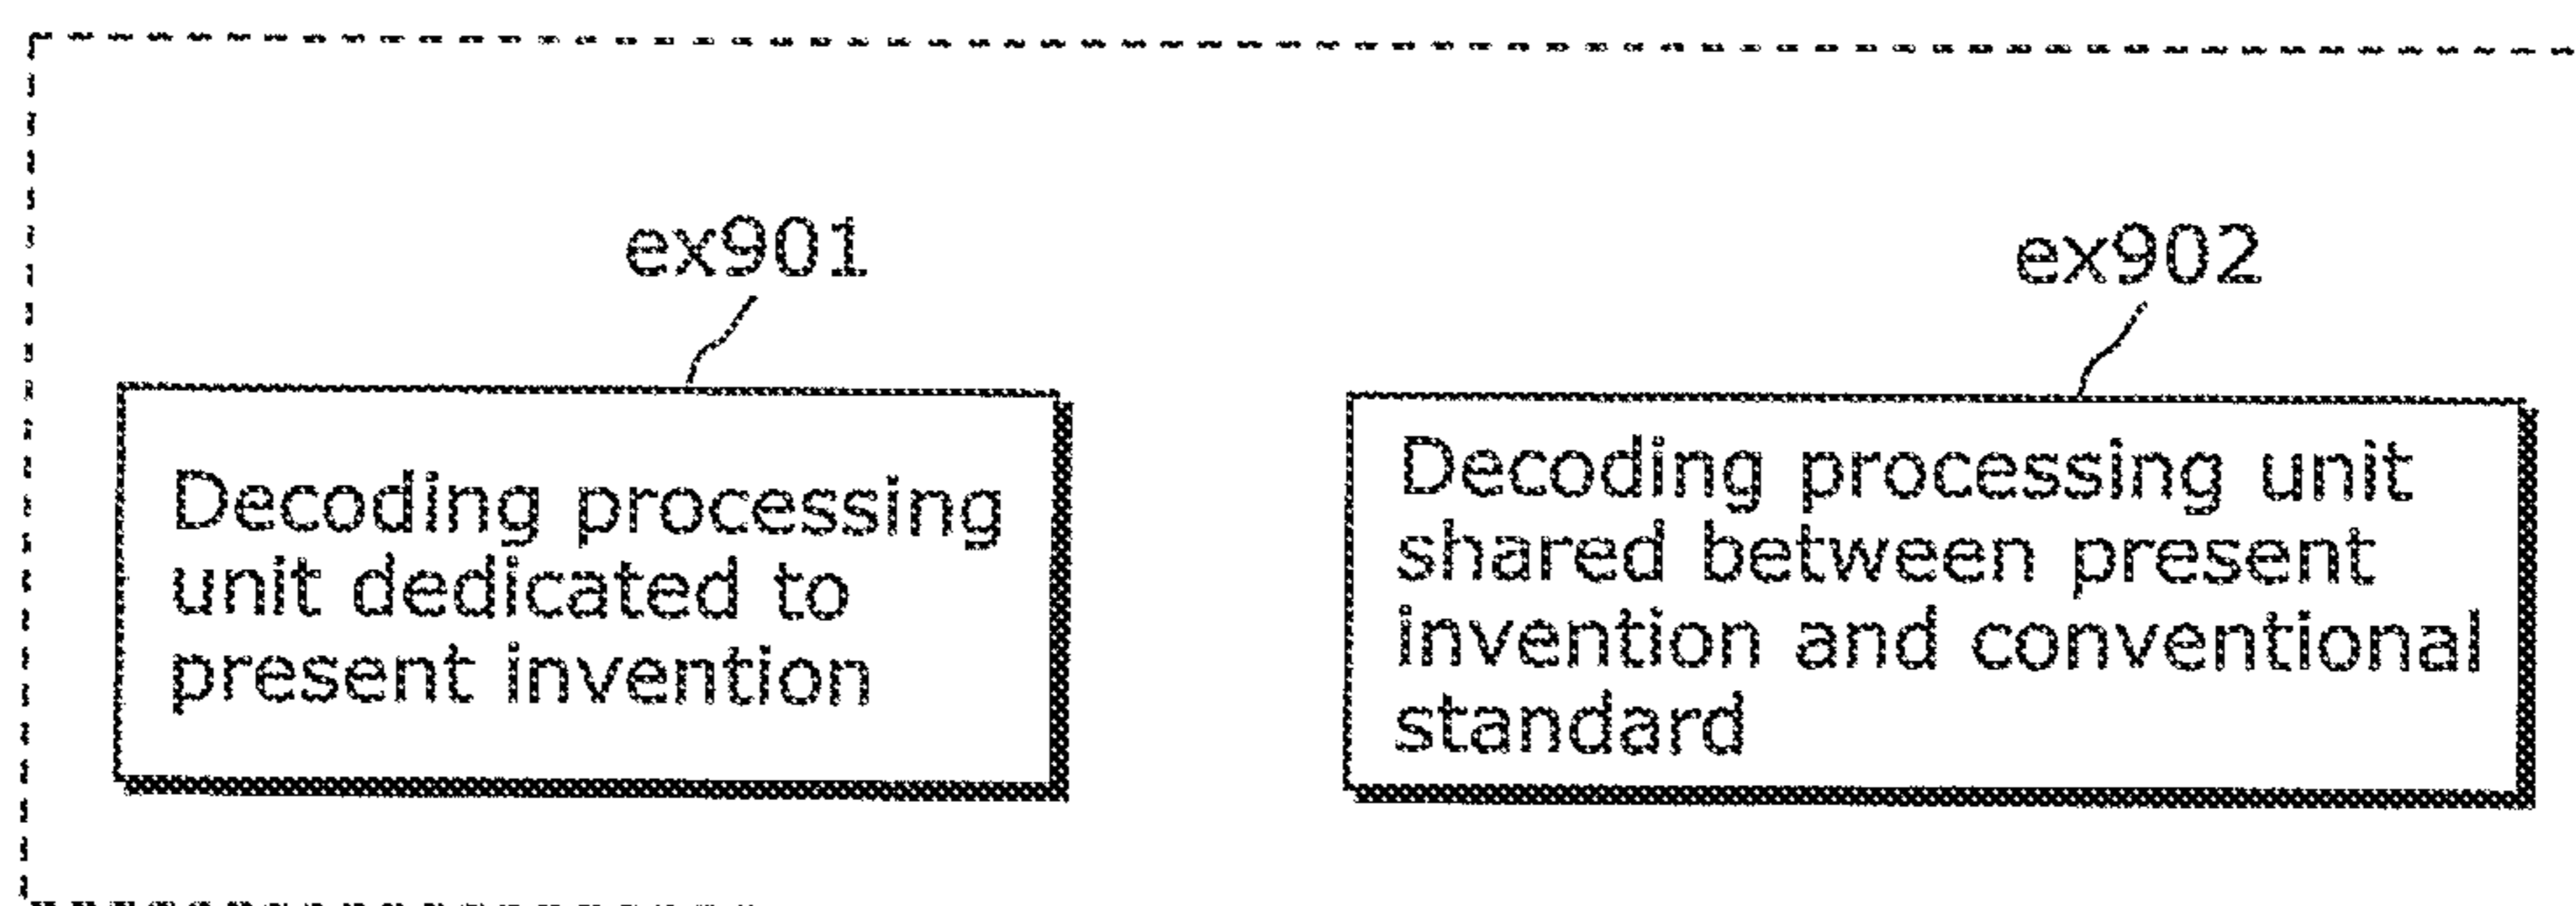 ex901
Decoding processing
unit dedicated to
present invention
ex902
Decoding processing unit
shared between present
invention and conventional
standard